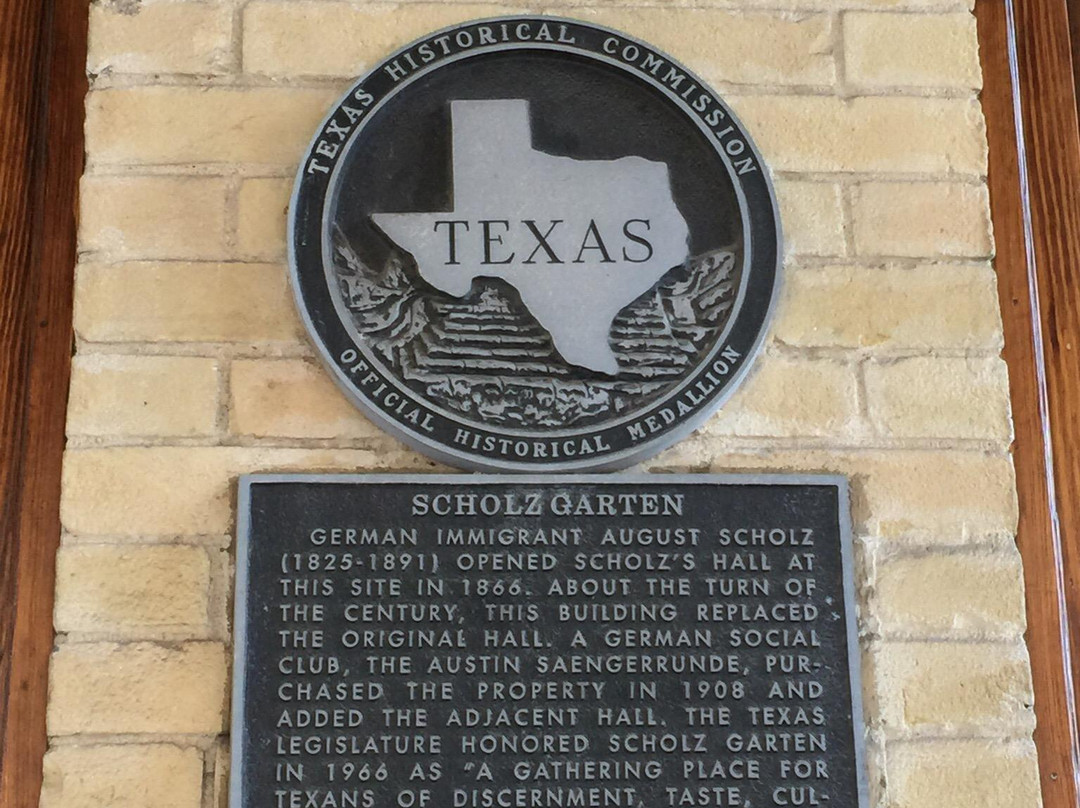 TEXAS HISTORICAL COMMISSION
TEXAS
OFFICIAL HISTORICAL MEDALLION
SCHOLZ GARTEN
GERMAN IMMIGRANT AUGUST SCHOLZ
(1825-1891) OPENED SCHOLZ'S HALL AT
THIS SITE IN 1866. ABOUT THE TURN OF
THE CENTURY, THIS BUILDING REPLACED
THE ORIGINAL HALL. A GERMAN SOCIAL
CLUB, THE AUSTIN SAENGERRUNDE, PUR-
CHASED THE PROPERTY IN 1908 AND
ADDED THE ADJACENT HALL. THE TEXAS
LEGISLATURE HONORED SCHOLZ GARTEN
IN 1966 AS "A GATHERING PLACE FOR
TEXANS OF DISCERNMENT, TASTE, CUL-